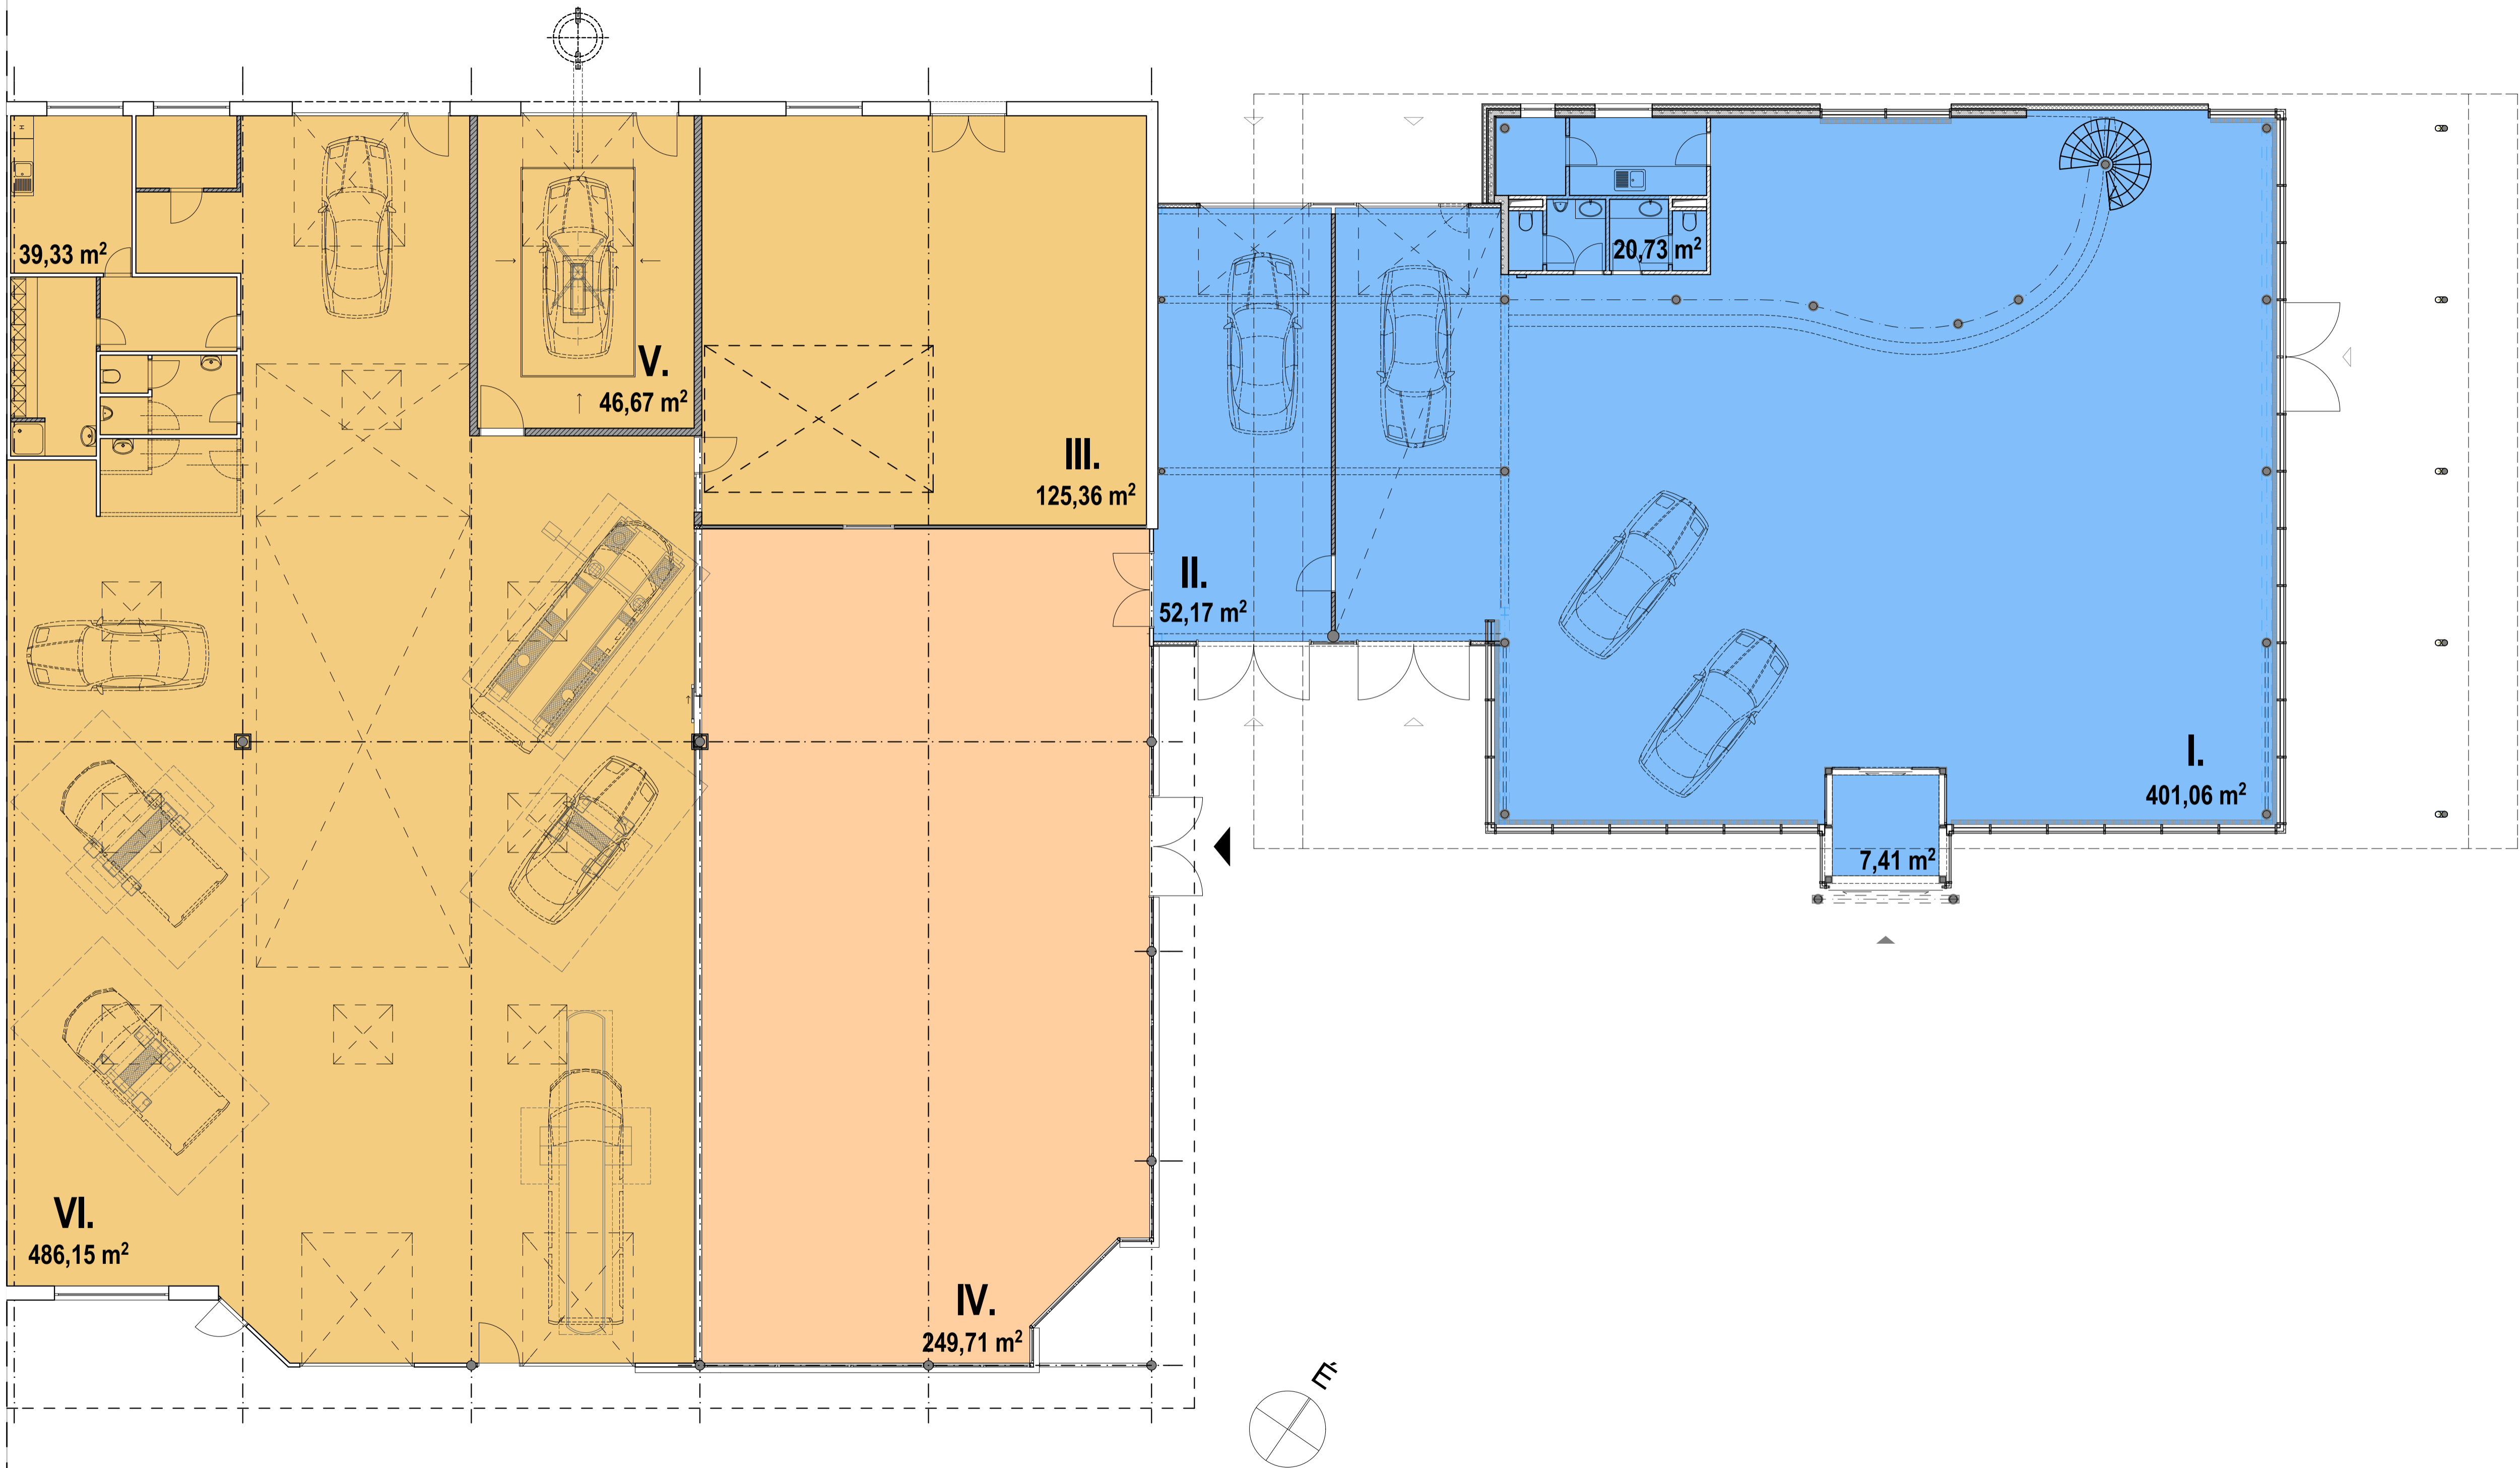 39,33 m²
V.
46,67 m²
III.
125,36 m²
20,73 m²
II.
52,17 m²
I.
401,06 m²
7,41 m²
VI.
486,15 m²
IV.
249,71 m²
É
H